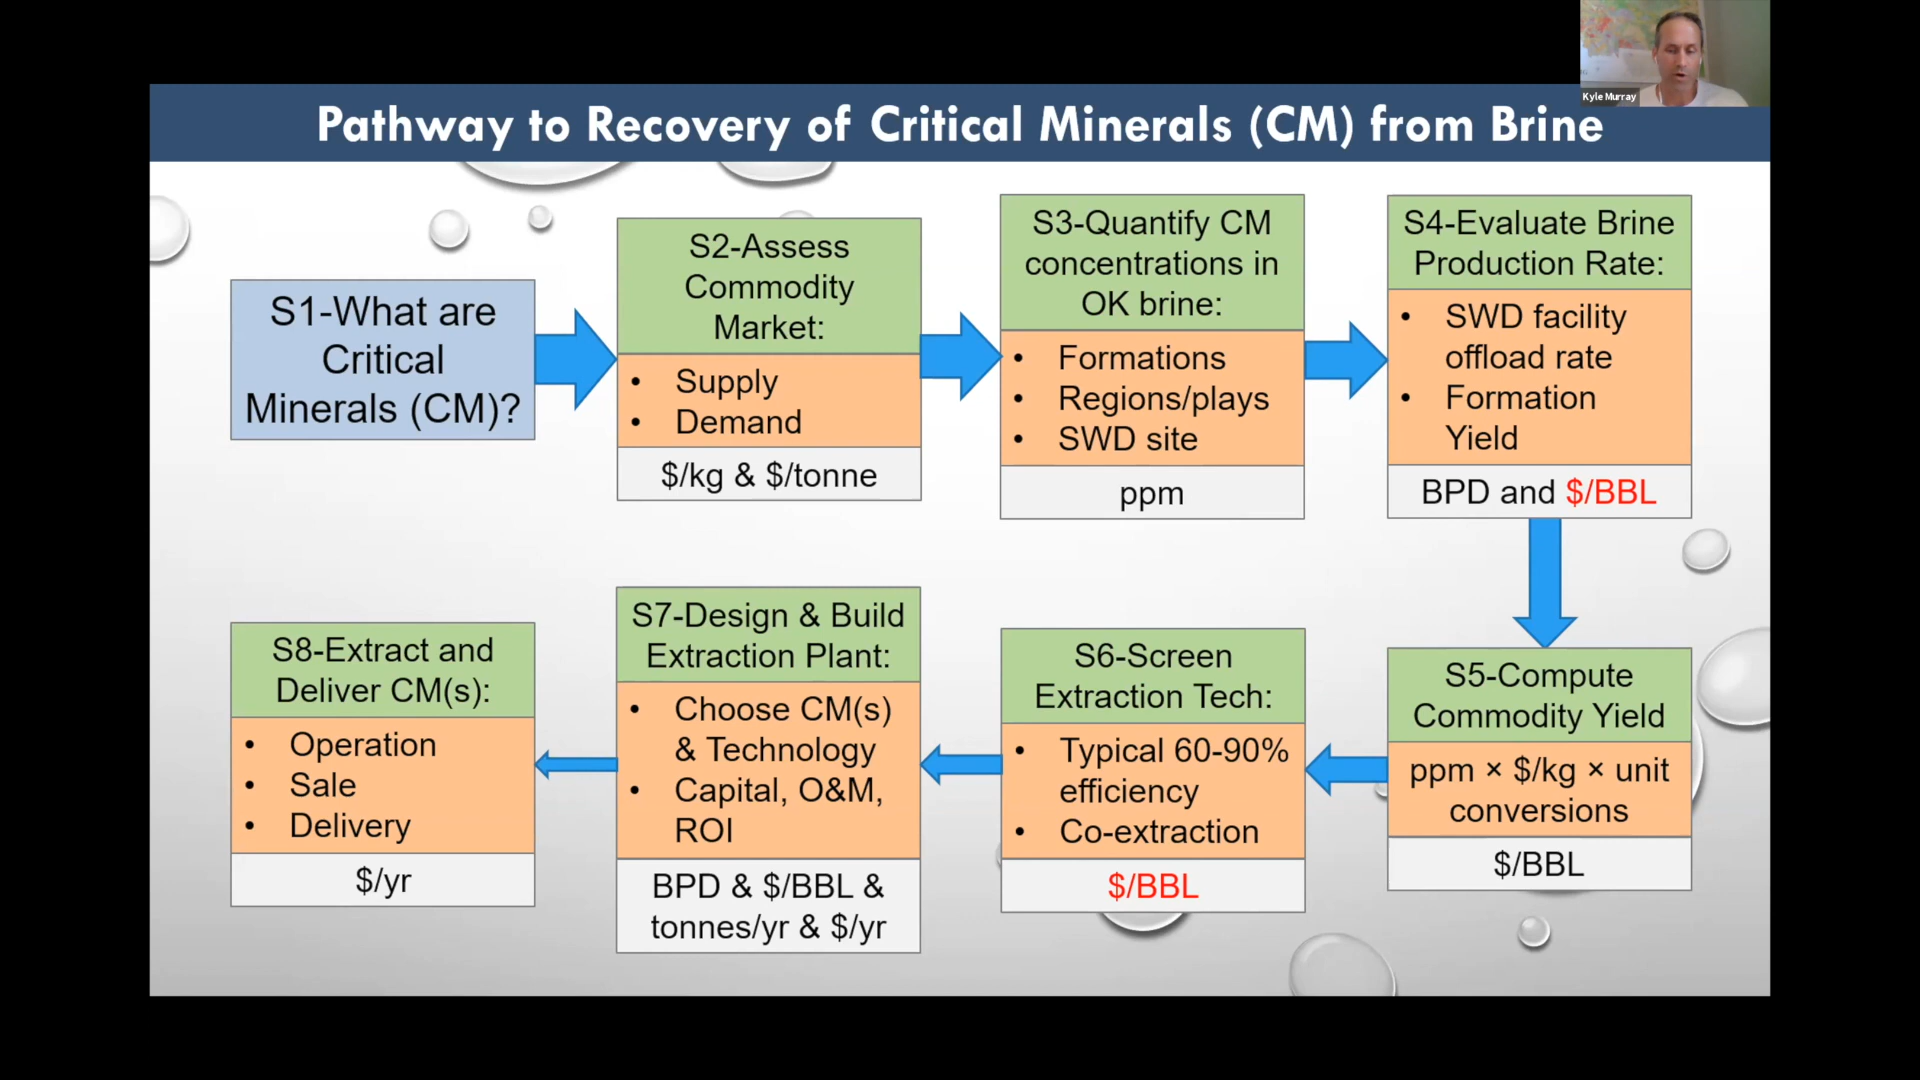 Kyle Murray
Pathway to Recovery of Critical Minerals (CM) from Brine
S1-What are
Critical
Minerals (CM)?
S2-Assess
Commodity
Market:
• Supply
• Demand
$/kg & $/tonne
S3-Quantify CM
concentrations in
OK brine:
• Formations
• Regions/plays
• SWD site
ppm
S4-Evaluate Brine
Production Rate:
• SWD facility
offload rate
• Formation
Yield
BPD and $/BBL
S5-Compute
Commodity Yield
ppm × $/kg × unit
conversions
$/BBL
S6-Screen
Extraction Tech:
• Typical 60-90%
efficiency
• Co-extraction
$/BBL
S7-Design & Build
Extraction Plant:
• Choose CM(s)
& Technology
• Capital, O&M,
ROI
BPD & $/BBL &
tonnes/yr & $/yr
S8-Extract and
Deliver CM(s):
• Operation
• Sale
• Delivery
$/yr